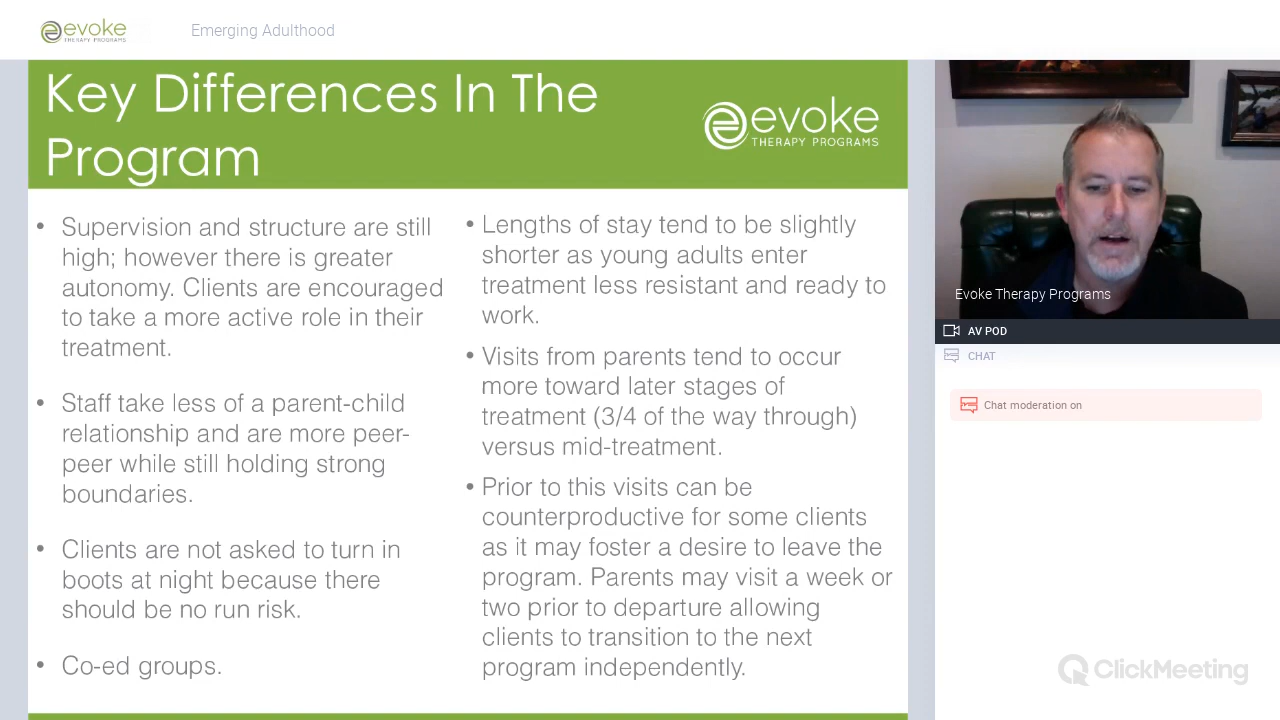 evoke
THERAPY PROGRAMS
Emerging Adulthood
Key Differences In The
Program
evoke
THERAPY PROGRAMS
• Supervision and structure are still
high; however there is greater
autonomy. Clients are encouraged
to take a more active role in their
treatment.
• Staff take less of a parent-child
relationship and are more peer-
peer while still holding strong
boundaries.
• Clients are not asked to turn in
boots at night because there
should be no run risk.
• Co-ed groups.
• Lengths of stay tend to be slightly
shorter as young adults enter
treatment less resistant and ready to
work.
• Visits from parents tend to occur
more toward later stages of
treatment (3/4 of the way through)
versus mid-treatment.
• Prior to this visits can be
counterproductive for some clients
as it may foster a desire to leave the
program. Parents may visit a week or
two prior to departure allowing
clients to transition to the next
program independently.
Evoke Therapy Programs
AV POD
CHAT
Chat moderation on
ClickMeeting